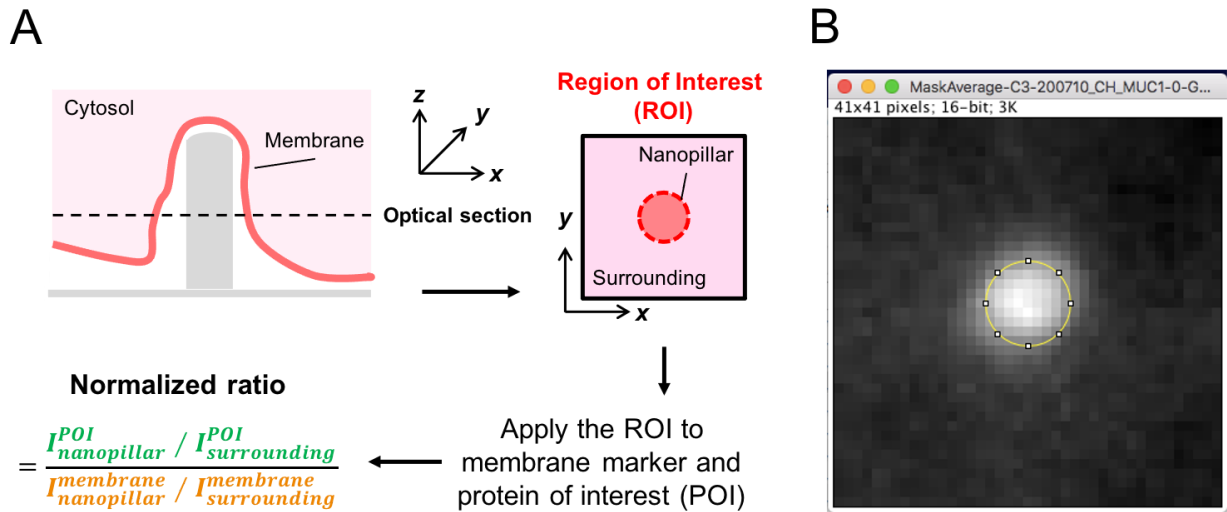 A
B
Cytosol
Membrane
z
y
x
Optical section
Region of Interest
(ROI)
Nanopillar
Surrounding
y
x
MaskAverage-C3-200710_CH_MUC1-0-G...
41x41 pixels; 16-bit; 3K
Apply the ROI to
membrane marker and
protein of interest (POI)
Normalized ratio
= I^POI_nanopillar / I^POI_surrounding
I^membrane_nanopillar / I^membrane_surrounding